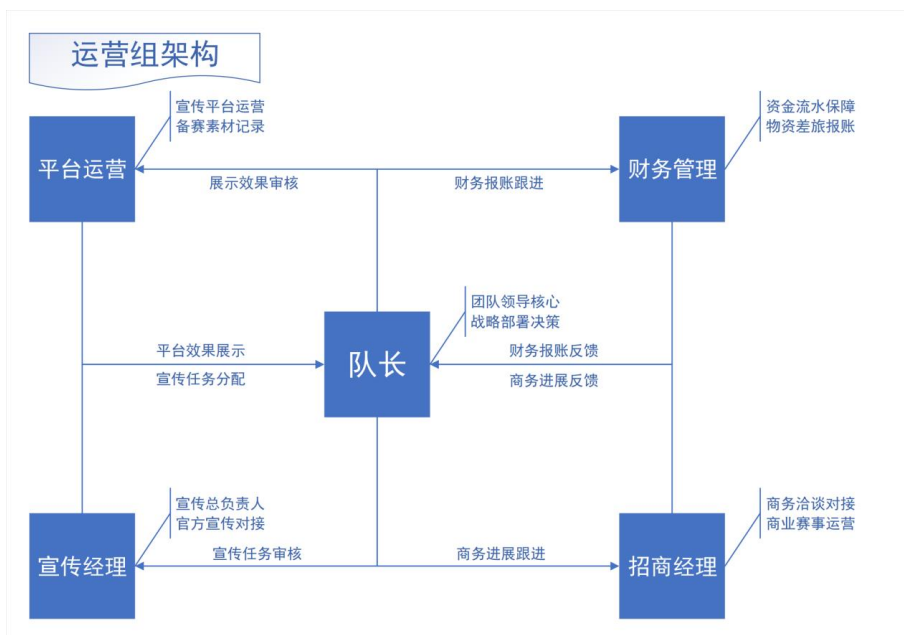 运营组架构
宣传平台运营
备赛素材记录
资金流水保障
物资差旅报账
平台运营
财务管理
展示效果审核
财务报账跟进
团队领导核心
战略部署决策
平台效果展示
宣传任务分配
队长
财务报账反馈
商务进展反馈
宣传总负责人
官方宣传对接
商务洽谈对接
商业赛事运营
宣传任务审核
商务进展跟进
宣传经理
招商经理